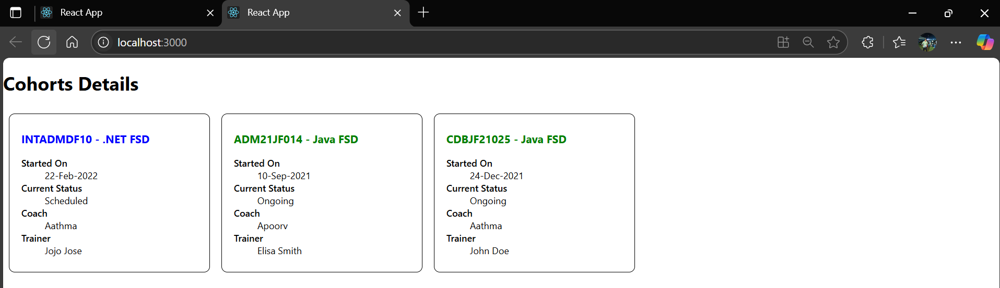 React App
React App
localhost:3000
Cohorts Details
INTADMDF10 - .NET FSD
Started On
22-Feb-2022
Current Status
Scheduled
Coach
Aathma
Trainer
Jojo Jose
ADM21JF014 - Java FSD
Started On
10-Sep-2021
Current Status
Ongoing
Coach
Apoorv
Trainer
Elisa Smith
CDBJF21025 - Java FSD
Started On
24-Dec-2021
Current Status
Ongoing
Coach
Aathma
Trainer
John Doe